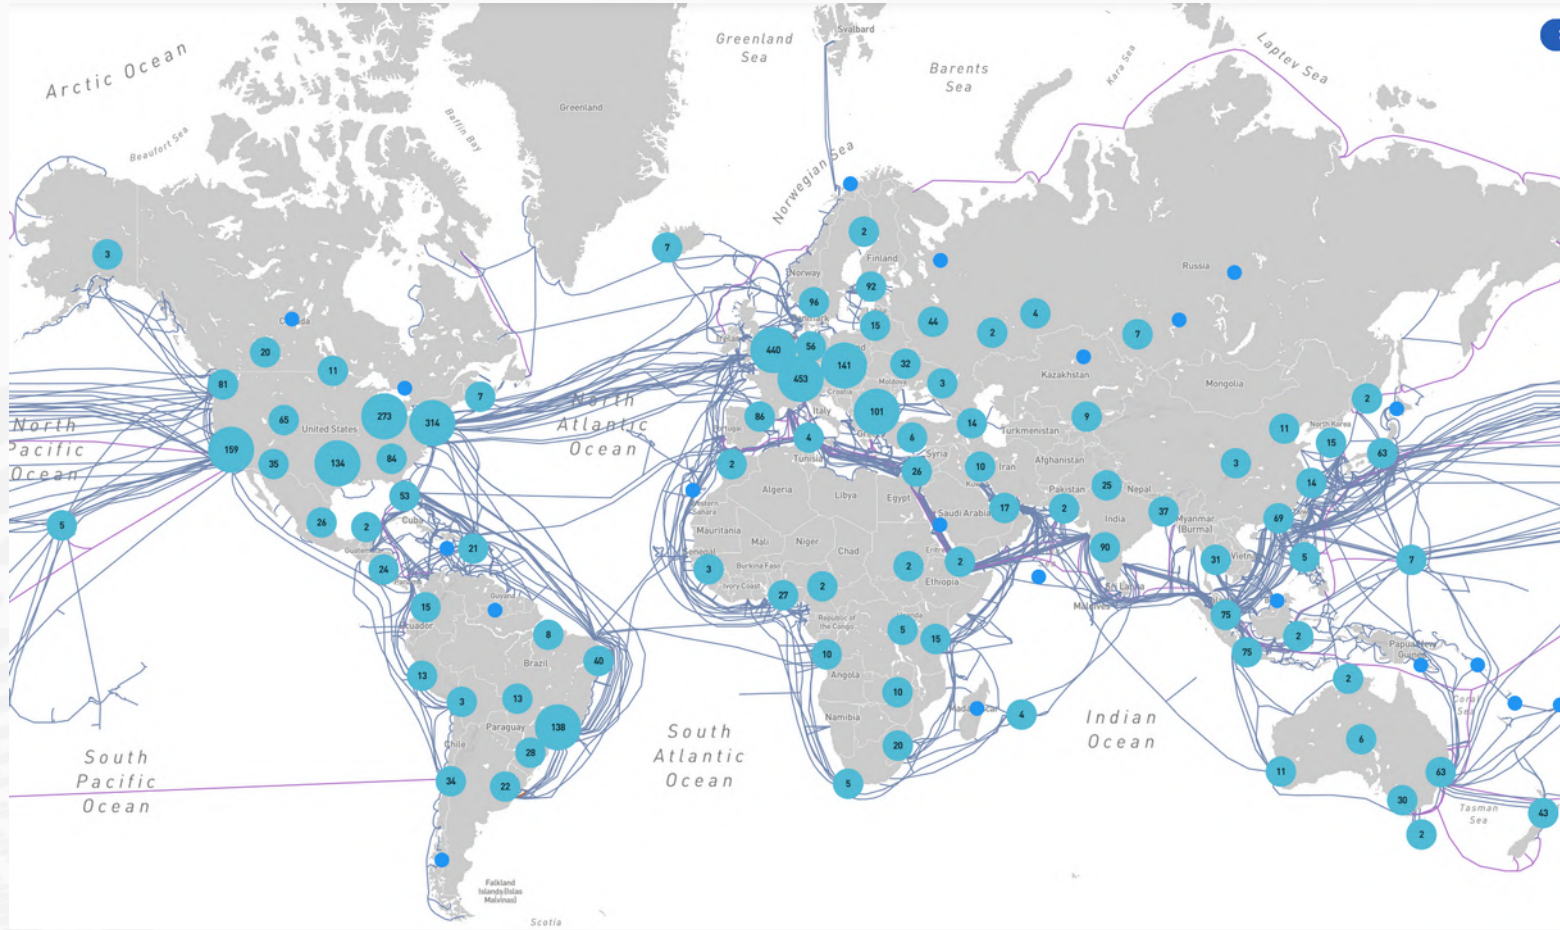 Arctic Ocean
Beaufort Sea
Baffin Bay
Greenland
Greenland
Sea
Svalbard
Barents
Sea
Kara Sea
Laptev Sea
Norwegian Sea
3
7
2
Finland
Russia
Norway
92
96
15
44
4
2
7
20
11
81
7
440
56
141
453
32
3
Moldova
Croatia
Kazakhstan
Mongolia
65
United States
273
314
86
Italy
101
Portugal
14
9
Turkmenistan
2
11
North Korea
15
63
North
Pacific
Ocean
North
Atlantic
Ocean
159
35
134
84
4
Tunisia
2
6
Syria
26
10
Iran
Afghanistan
3
14
53
Cuba
26
2
21
24
Algeria
Libya
Egypt
Saudi Arabia
17
Pakistan
2
25
Nepal
India
37
Myanmar
(Burma)
69
5
5
7
Western
Sahara
Mauritania
Mali
Niger
Chad
Senegal
3
Burkina Faso
Ivory Coast
27
2
2
2
Ethiopia
90
31
Sri Lanka
Maldives
75
75
2
15
Guyana
8
Brazil
40
13
3
13
138
Paraguay
28
Chile
34
22
Republic of
the Congo
5
15
10
Angola
10
Namibia
20
5
4
Papua New
Guinea
2
6
11
63
30
2
43
Tasman
Sea
South
Pacific
Ocean
South
Atlantic
Ocean
Indian
Ocean
Falkland
Islands (Islas
Malvinas)
Scotia